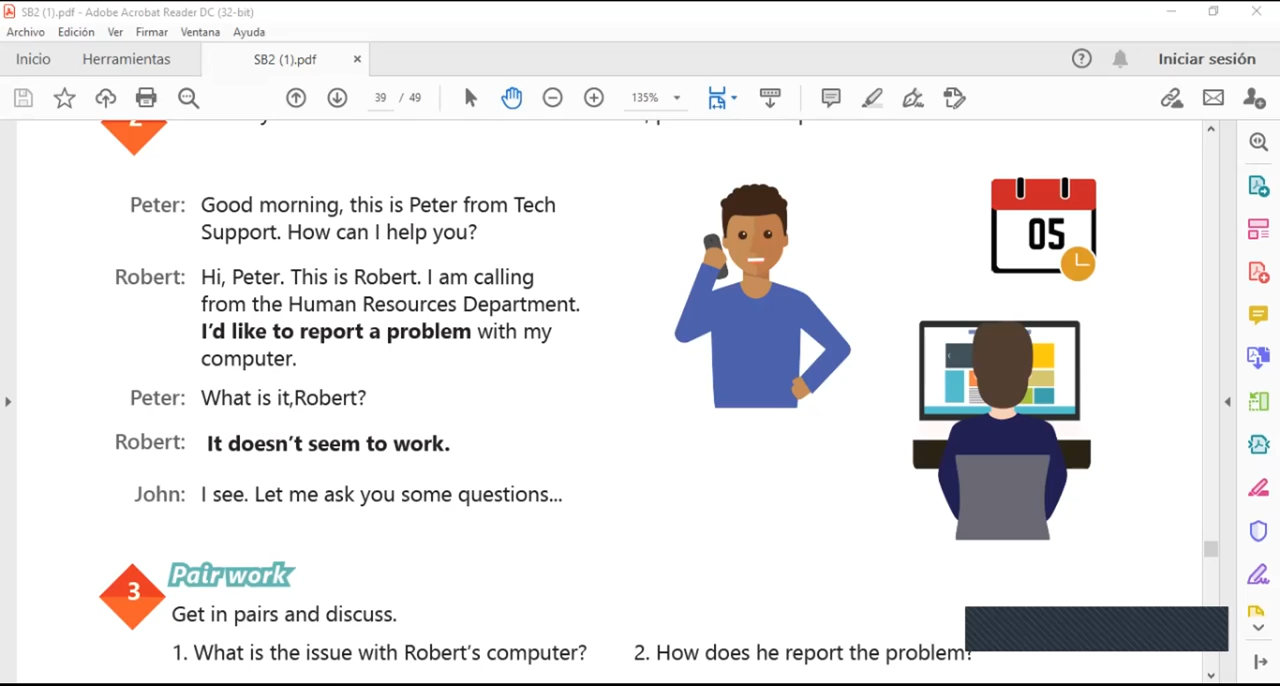 SB2 (1).pdf - Adobe Acrobat Reader DC (32-bit)
Archivo Edición Ver Firmar Ventana Ayuda
Inicio Herramientas SB2 (1).pdf × Iniciar sesión
39 / 49 135%
Peter: Good morning, this is Peter from Tech
Support. How can I help you?
Robert: Hi, Peter. This is Robert. I am calling
from the Human Resources Department.
I'd like to report a problem with my
computer.
Peter: What is it,Robert?
Robert: It doesn't seem to work.
John: I see. Let me ask you some questions...
05
3 Pair work
Get in pairs and discuss.
1. What is the issue with Robert's computer? 2. How does he report the problem?